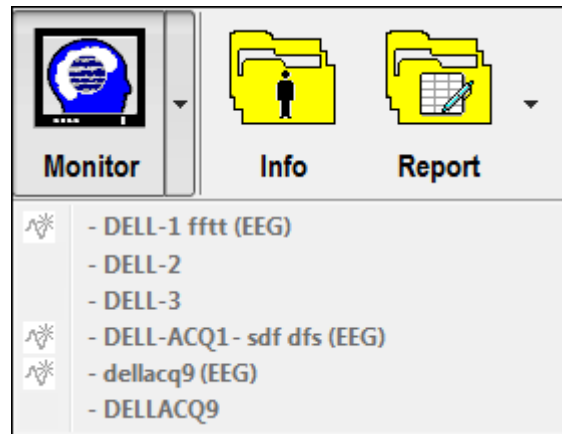 Monitor Info Report
- DELL-1 fftt (EEG)
- DELL-2
- DELL-3
- DELL-ACQ1- sdf dfs (EEG)
- dellacq9 (EEG)
- DELLACQ9